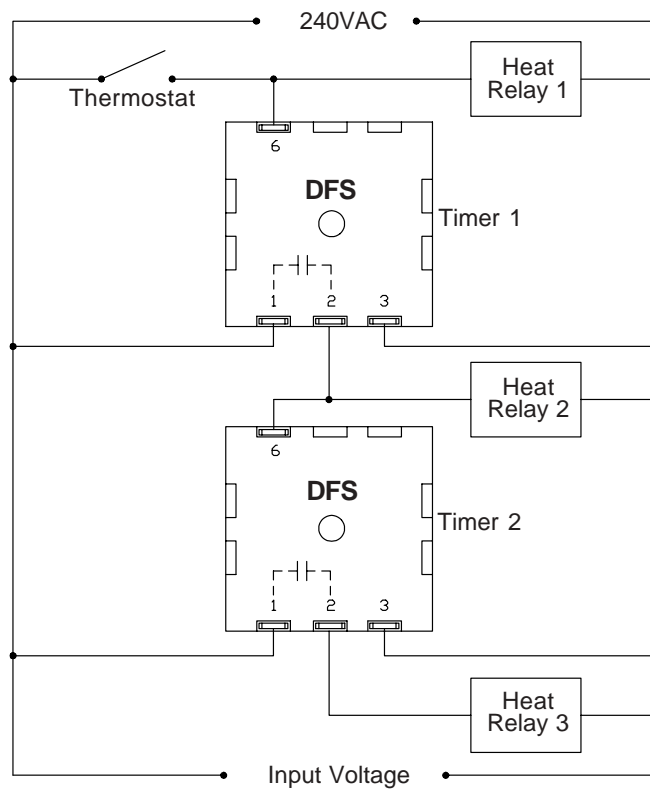 240VAC
Thermostat
Heat
Relay 1
6
DFS
Timer 1
1 2 3
Heat
Relay 2
6
DFS
Timer 2
1 2 3
Heat
Relay 3
Input Voltage